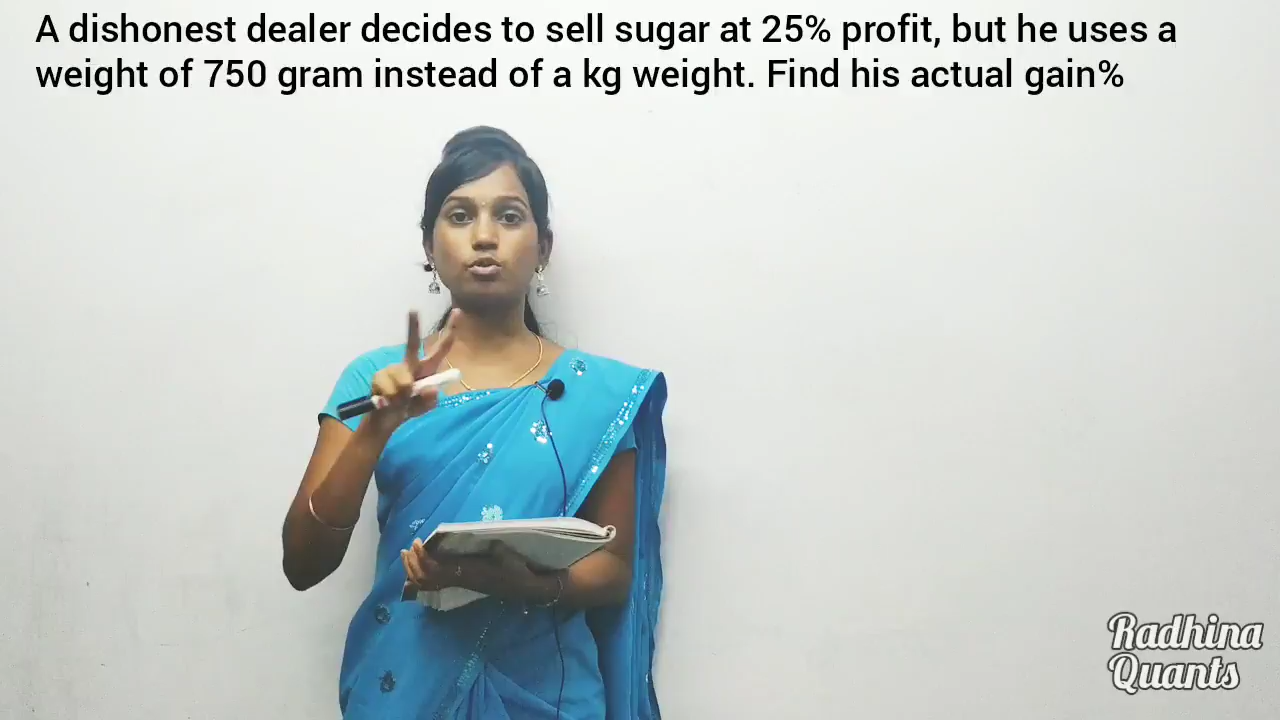 A dishonest dealer decides to sell sugar at 25% profit, but he uses a
weight of 750 gram instead of a kg weight. Find his actual gain%
Radhina
Quants